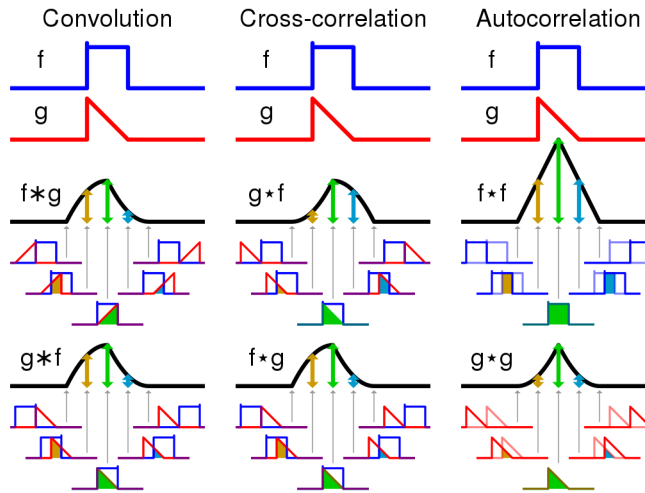 Convolution Cross-correlation Autocorrelation
f f f
g g g
f∗g g⋆f f⋆f
g∗f f⋆g g⋆g